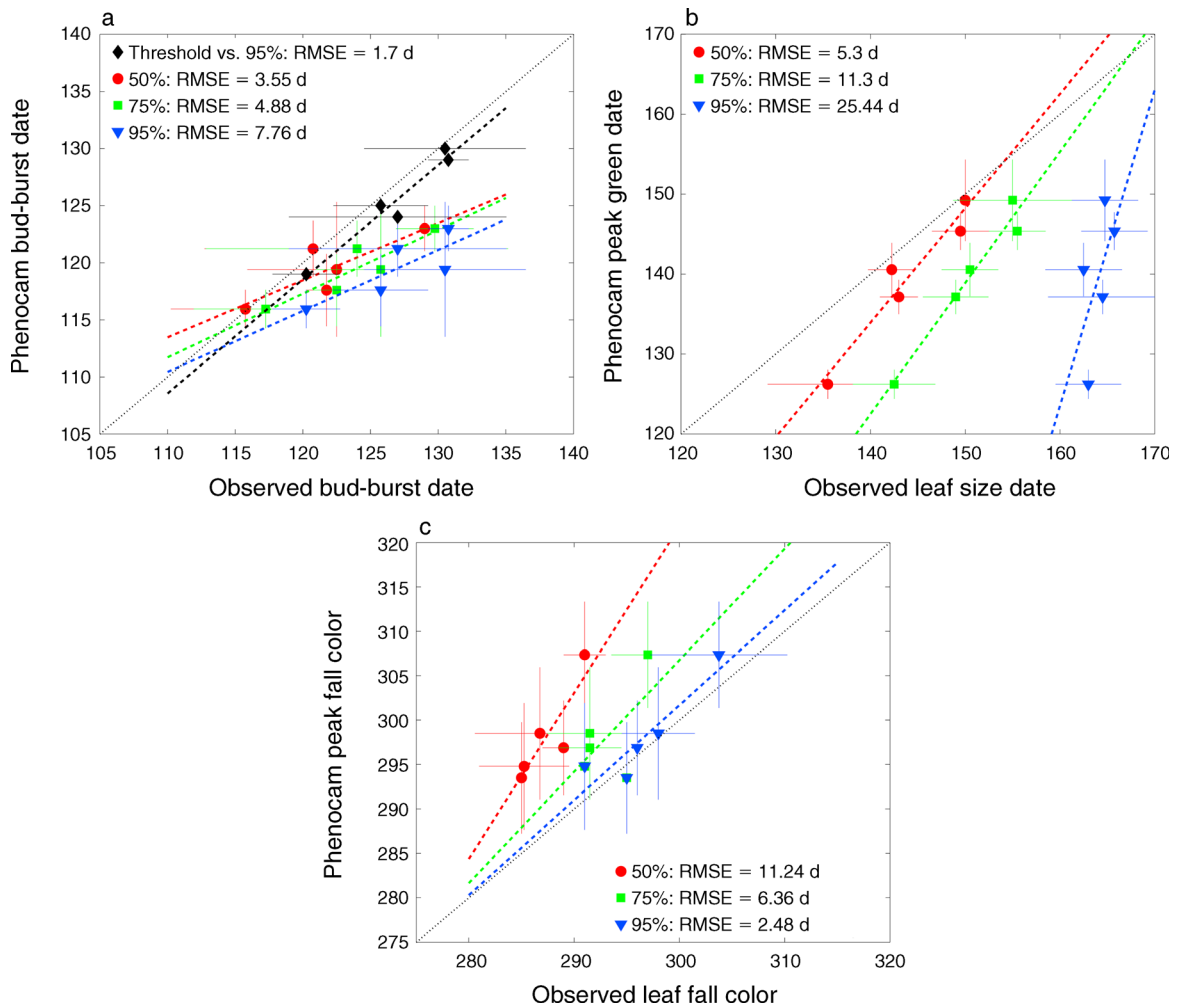 a
Phenocam bud-burst date
140
135
130
125
120
115
110
105
Threshold vs. 95%: RMSE = 1.7 d
50%: RMSE = 3.55 d
75%: RMSE = 4.88 d
95%: RMSE = 7.76 d
105 110 115 120 125 130 135 140
Observed bud-burst date
b
Phenocam peak green date
170
160
150
140
130
120
50%: RMSE = 5.3 d
75%: RMSE = 11.3 d
95%: RMSE = 25.44 d
120 130 140 150 160 170
Observed leaf size date
c
Phenocam peak fall color
320
315
310
305
300
295
290
285
280
275
50%: RMSE = 11.24 d
75%: RMSE = 6.36 d
95%: RMSE = 2.48 d
280 290 300 310 320
Observed leaf fall color